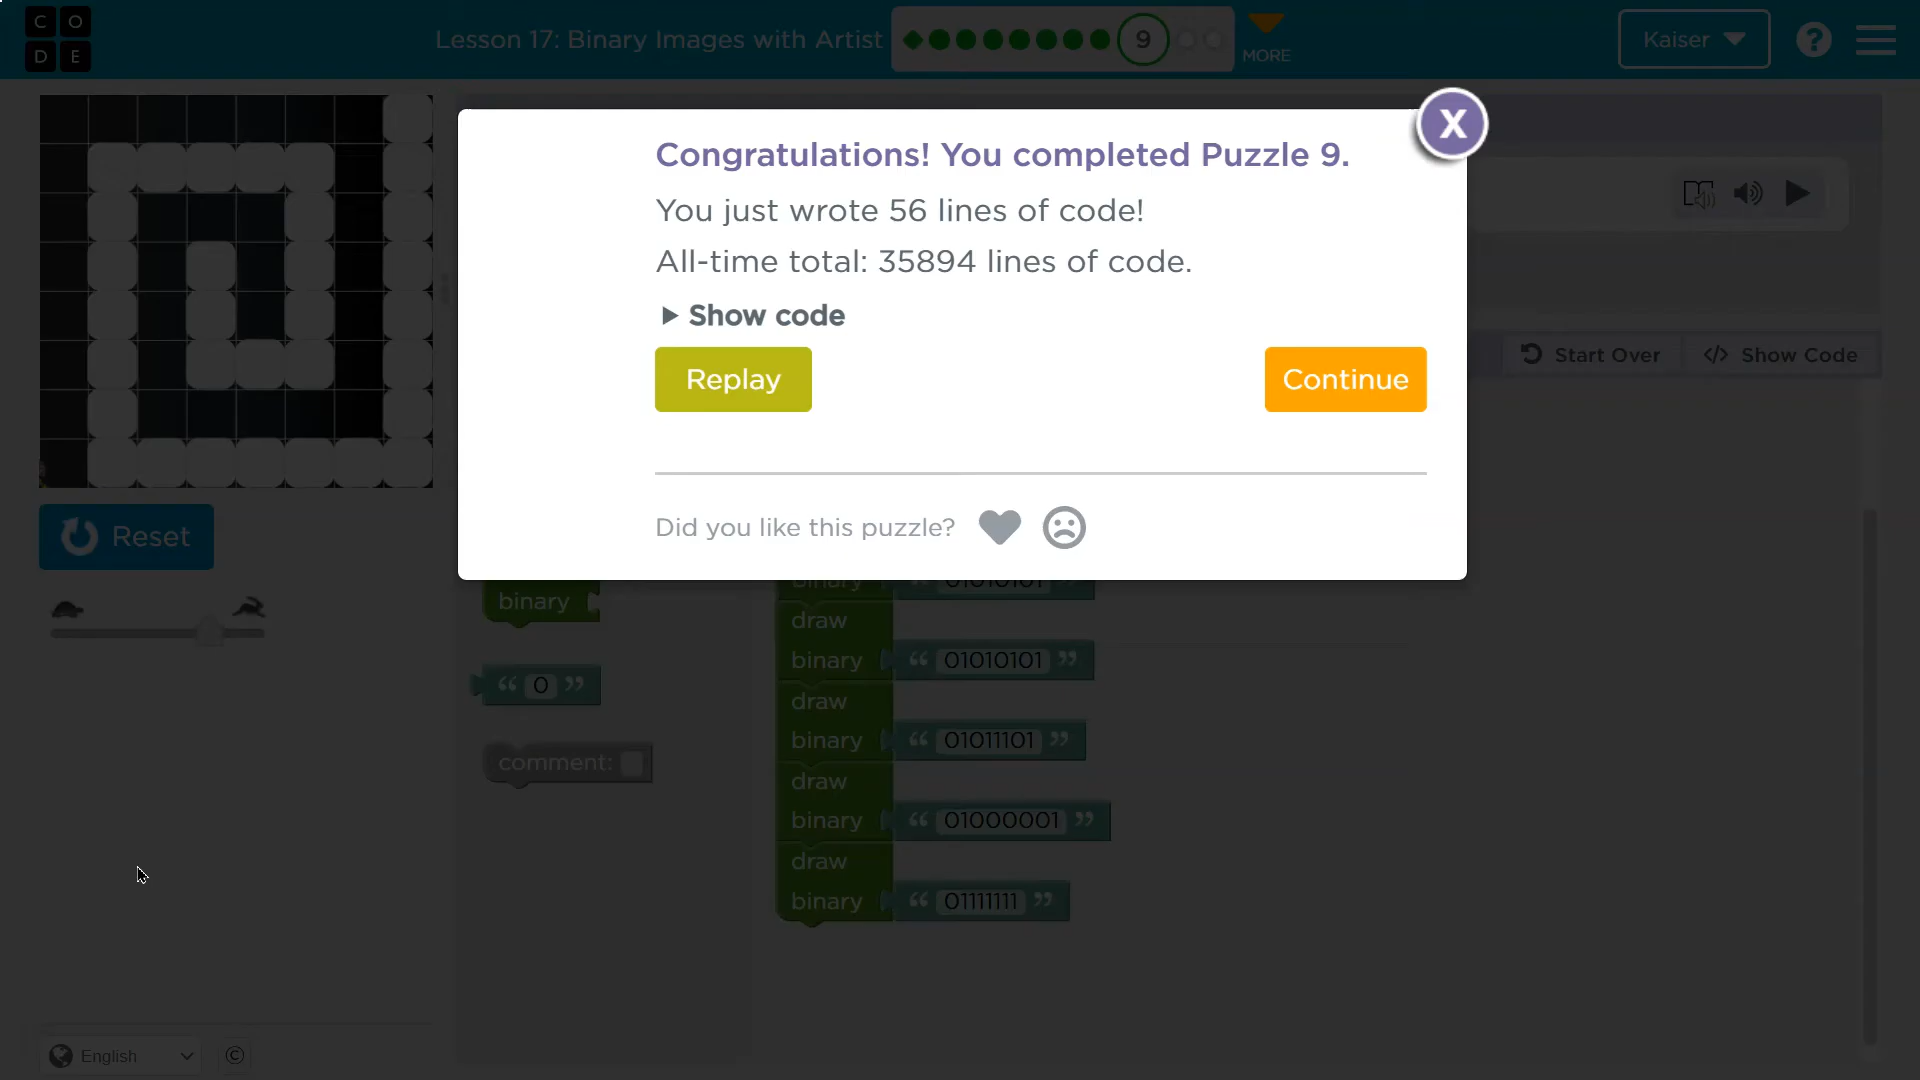 C O
D E
Lesson 17: Binary Images with Artist
9
MORE
Kaiser
?
X
Congratulations! You completed Puzzle 9.
You just wrote 56 lines of code!
All-time total: 35894 lines of code.
Show code
Replay
Continue
Did you like this puzzle?
Start Over
</> Show Code
Reset
binary
“ 0 ”
comment:
binary “ 01010101 ”
draw
binary “ 01010101 ”
draw
binary “ 01011101 ”
draw
binary “ 01000001 ”
draw
binary “ 01111111 ”
English
©